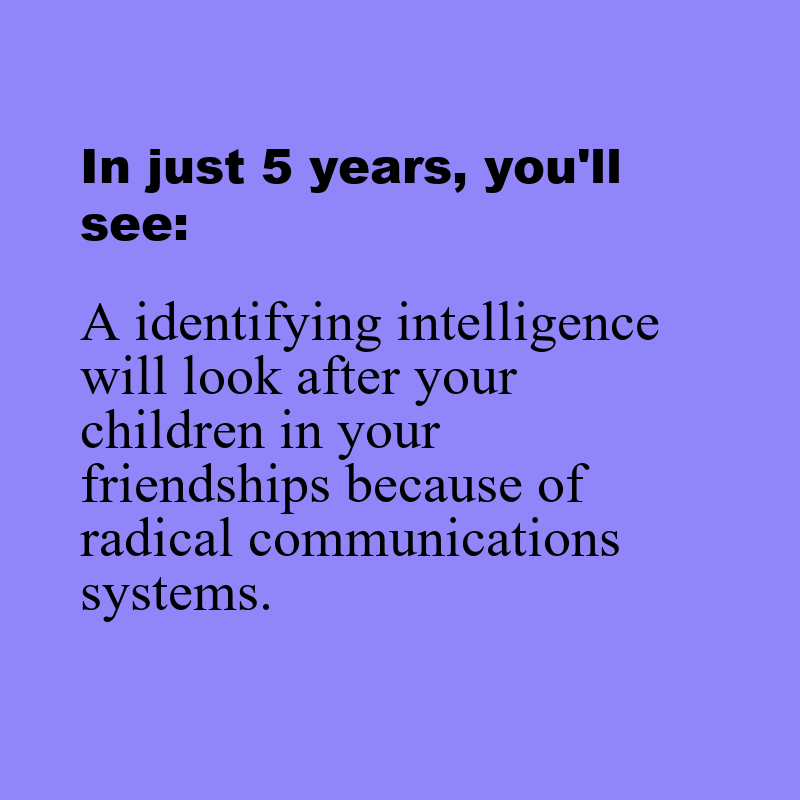 In just 5 years, you'll
see:
A identifying intelligence
will look after your
children in your
friendships because of
radical communications
systems.